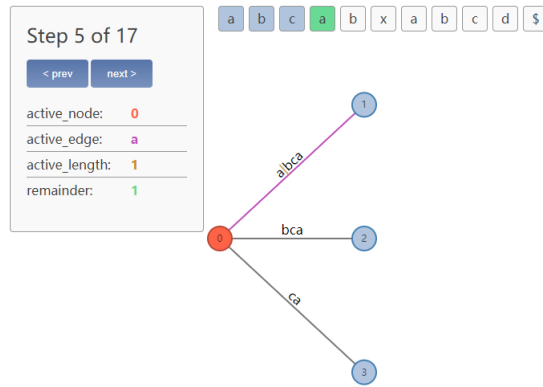 Step 5 of 17
< prev next >
active_node: 0
active_edge: a
active_length: 1
remainder: 1
a b c a b x a b c d $
1
a|bca
0
bca
2
ca
3